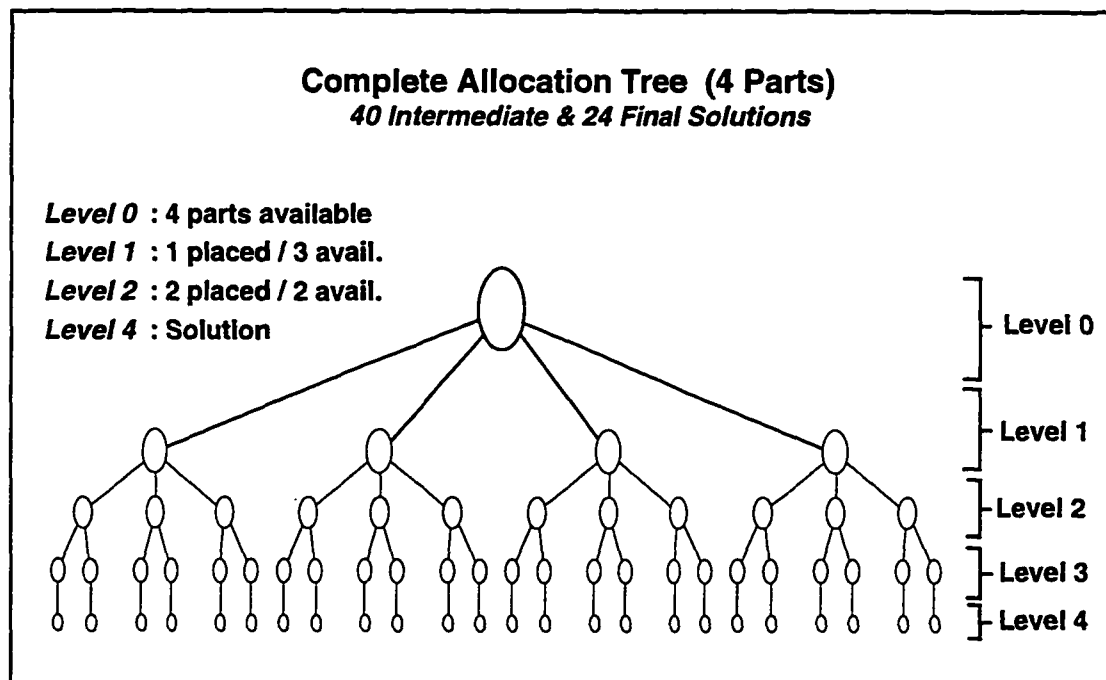 Complete Allocation Tree (4 Parts)
40 Intermediate & 24 Final Solutions
Level 0 : 4 parts available
Level 1 : 1 placed / 3 avail.
Level 2 : 2 placed / 2 avail.
Level 4 : Solution
Level 0
Level 1
Level 2
Level 3
Level 4